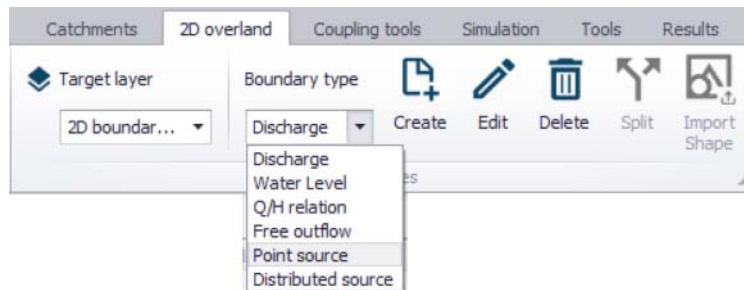 Catchments 2D overland Coupling tools Simulation Tools Results
Target layer Boundary type
2D boundar... Discharge Create Edit Delete Split Import Shape
Discharge
Water Level
Q/H relation
Free outflow
Point source
Distributed source